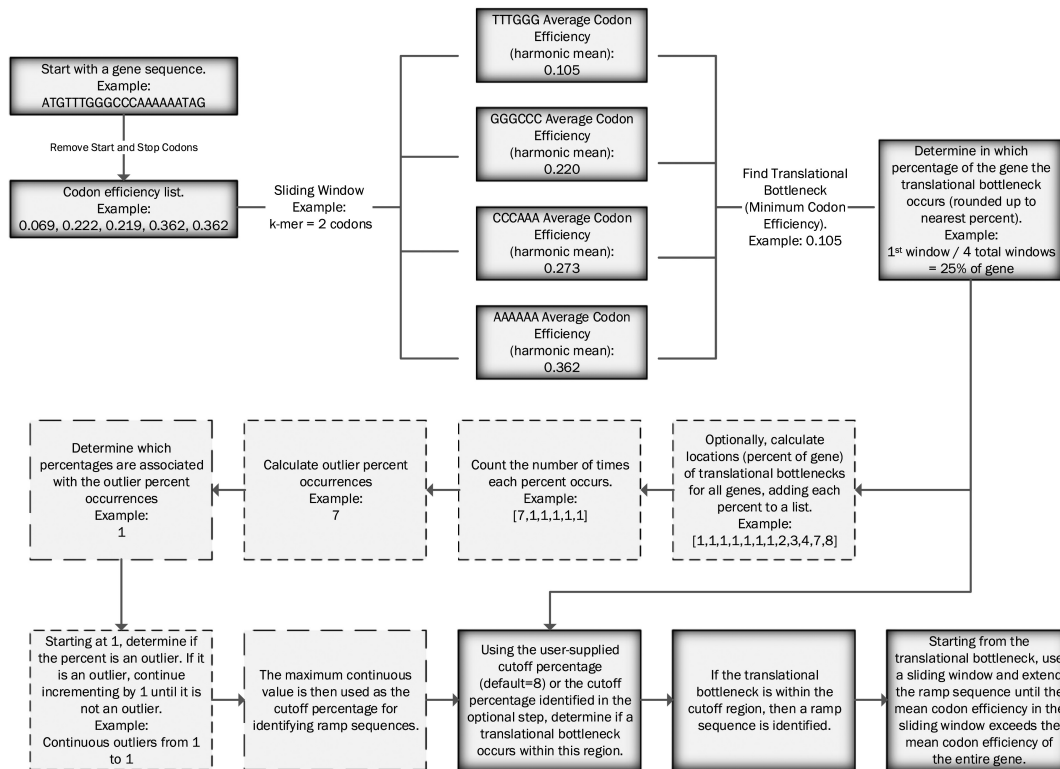 Start with a gene sequence.
Example:
ATGTTTGGGCCCAAAAAATAG
Remove Start and Stop Codons
Codon efficiency list.
Example:
0.069, 0.222, 0.219, 0.362, 0.362
Sliding Window
Example:
k-mer = 2 codons
TTTGGG Average Codon
Efficiency
(harmonic mean):
0.105
GGGCCC Average Codon
Efficiency
(harmonic mean):
0.220
CCCAAA Average Codon
Efficiency
(harmonic mean):
0.273
AAAAAA Average Codon
Efficiency
(harmonic mean):
0.362
Find Translational
Bottleneck
(Minimum Codon
Efficiency).
Example: 0.105
Determine in which
percentage of the gene the
translational bottleneck
occurs (rounded up to
nearest percent).
Example:
1st window / 4 total windows
= 25% of gene
Optionally, calculate
locations (percent of gene)
of translational bottlenecks
for all genes, adding each
percent to a list.
Example:
[1,1,1,1,1,1,1,2,3,4,7,8]
Count the number of times
each percent occurs.
Example:
[7,1,1,1,1,1]
Calculate outlier percent
occurrences
Example:
7
Determine which
percentages are associated
with the outlier percent
occurrences
Example:
1
Starting at 1, determine if
the percent is an outlier. If it
is an outlier, continue
incrementing by 1 until it is
not an outlier.
Example:
Continuous outliers from 1
to 1
The maximum continuous
value is then used as the
cutoff percentage for
identifying ramp sequences.
Using the user-supplied
cutoff percentage
(default=8) or the cutoff
percentage identified in the
optional step, determine if a
translational bottleneck
occurs within this region.
If the translational
bottleneck is within the
cutoff region, then a ramp
sequence is identified.
Starting from the
translational bottleneck, use
a sliding window and extend
the ramp sequence until the
mean codon efficiency in the
sliding window exceeds the
mean codon efficiency of
the entire gene.